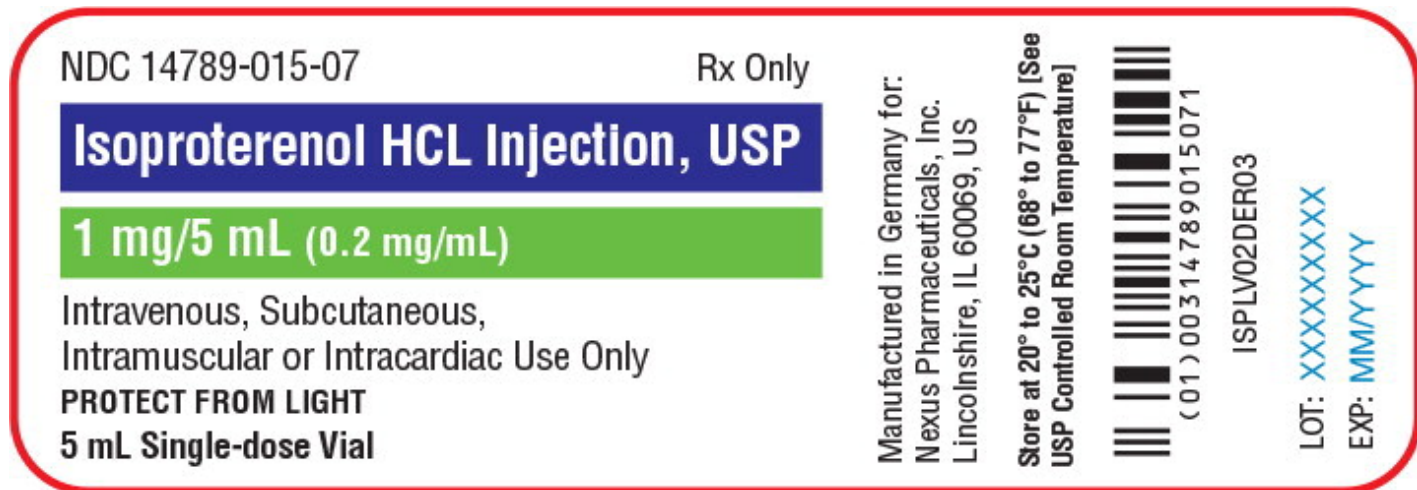 NDC 14789-015-07
Rx Only
Isoproterenol HCL Injection, USP
1 mg/5 mL (0.2 mg/mL)
Intravenous, Subcutaneous,
Intramuscular or Intracardiac Use Only
PROTECT FROM LIGHT
5 mL Single-dose Vial
Manufactured in Germany for:
Nexus Pharmaceuticals, Inc.
Lincolnshire, IL 60069, US
Store at 20° to 25°C (68° to 77°F) [See
USP Controlled Room Temperature]
(01)00314789015071
ISPLV02DER03
LOT: XXXXXXXX
EXP: MM/YYYY